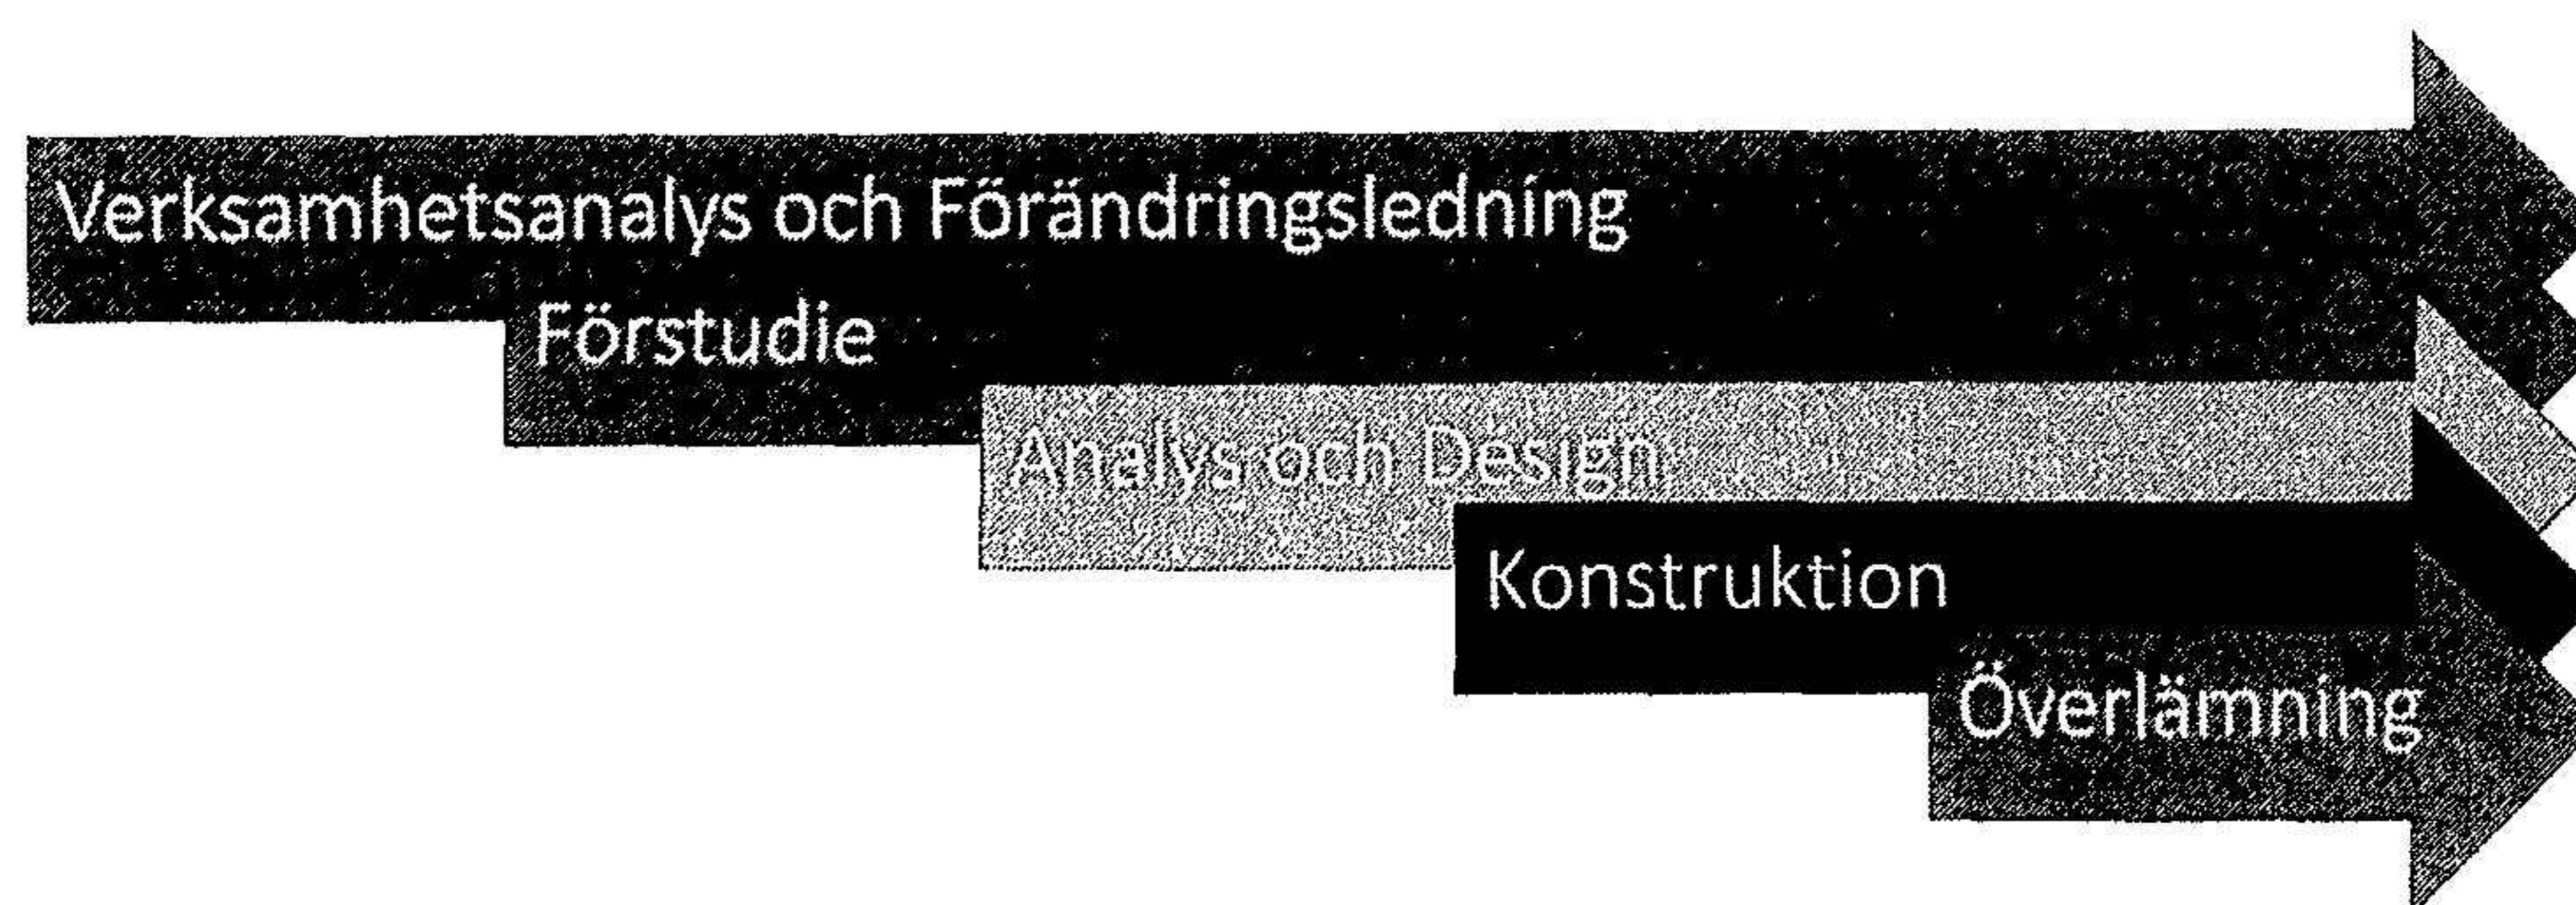 Verksamhetsanalys och Förändringsledning
Förstudie
Analys och Design
Konstruktion
Överlämning